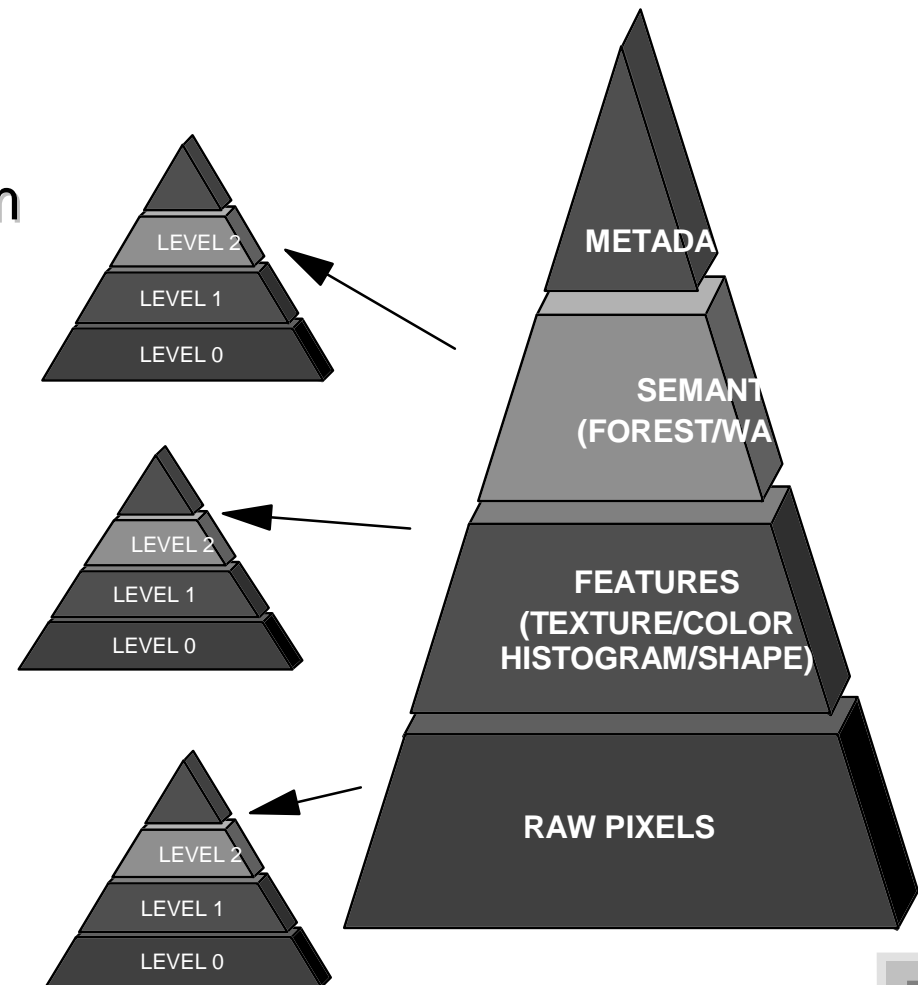 n
LEVEL 2
LEVEL 1
LEVEL 0
LEVEL 2
LEVEL 1
LEVEL 0
LEVEL 2
LEVEL 1
LEVEL 0
METADA
SEMANT
(FOREST/WA
FEATURES
(TEXTURE/COLOR
HISTOGRAM/SHAPE)
RAW PIXELS